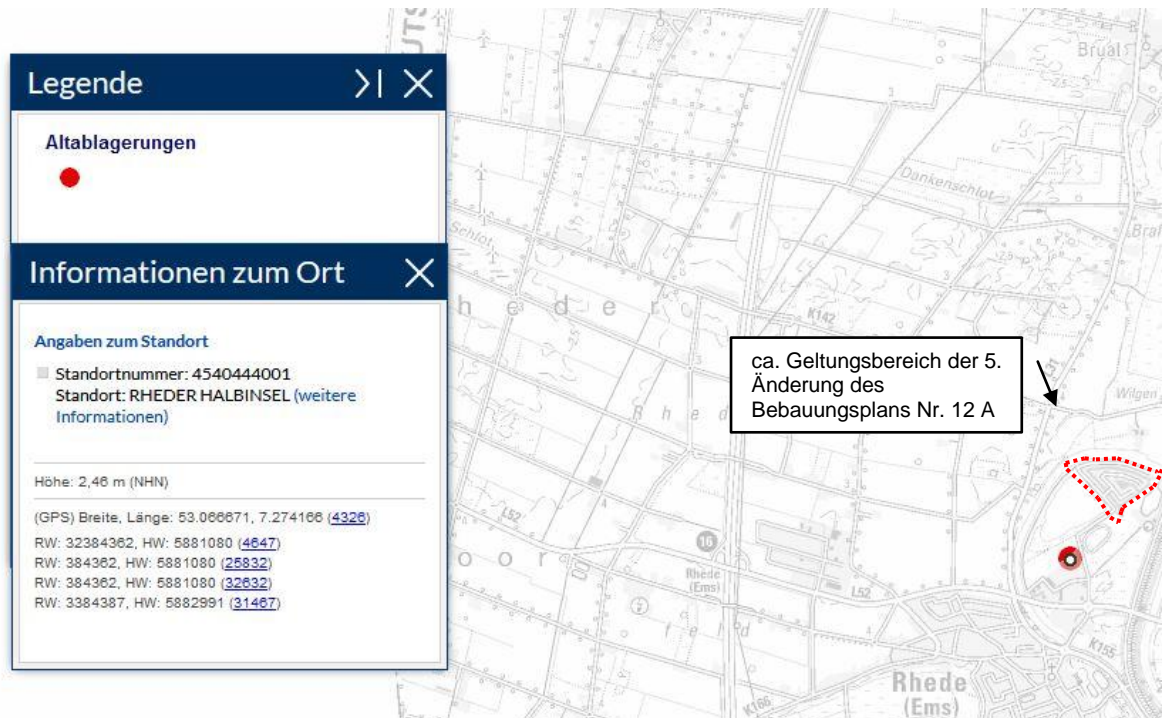 Legende
Altablagerungen
Informationen zum Ort
Angaben zum Standort
Standortnummer: 4540444001
Standort: RHEDER HALBINSEL (weitere
Informationen)
Höhe: 2,46 m (NHN)
(GPS) Breite, Länge: 53.066671, 7.274166 (4326)
RW: 32384362, HW: 5881080 (4647)
RW: 384362, HW: 5881080 (25832)
RW: 384362, HW: 5881080 (32632)
RW: 3384387, HW: 5882991 (31467)
ca. Geltungsbereich der 5.
Änderung des
Bebauungsplans Nr. 12 A
Brual
Dankenschlot
Schlot
h e d e r
K142
Wilgen
R h e d
L52
16
Rhede
(Ems)
L52
o o r
f e l d
K155
Rhede
(Ems)
K166